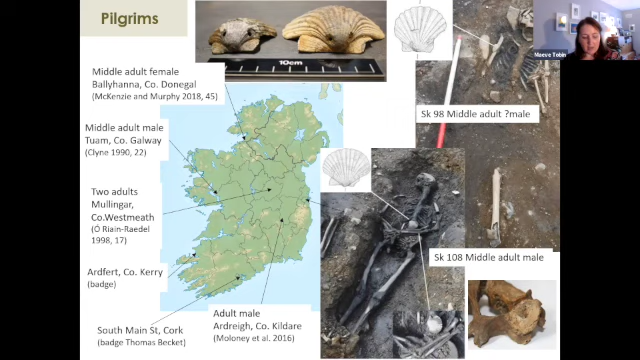 Pilgrims
10cm
Maeve Tobin
Middle adult female
Ballyhanna, Co. Donegal
(McKenzie and Murphy 2018, 45)
Sk 98 Middle adult ?male
Middle adult male
Tuam, Co. Galway
(Clyne 1990, 22)
Two adults
Mullingar,
Co.Westmeath
(Ó Riain-Raedel
1998, 17)
Sk 108 Middle adult male
Ardfert, Co. Kerry
(badge)
South Main St, Cork
(badge Thomas Becket)
Adult male
Ardreigh, Co. Kildare
(Moloney et al. 2016)